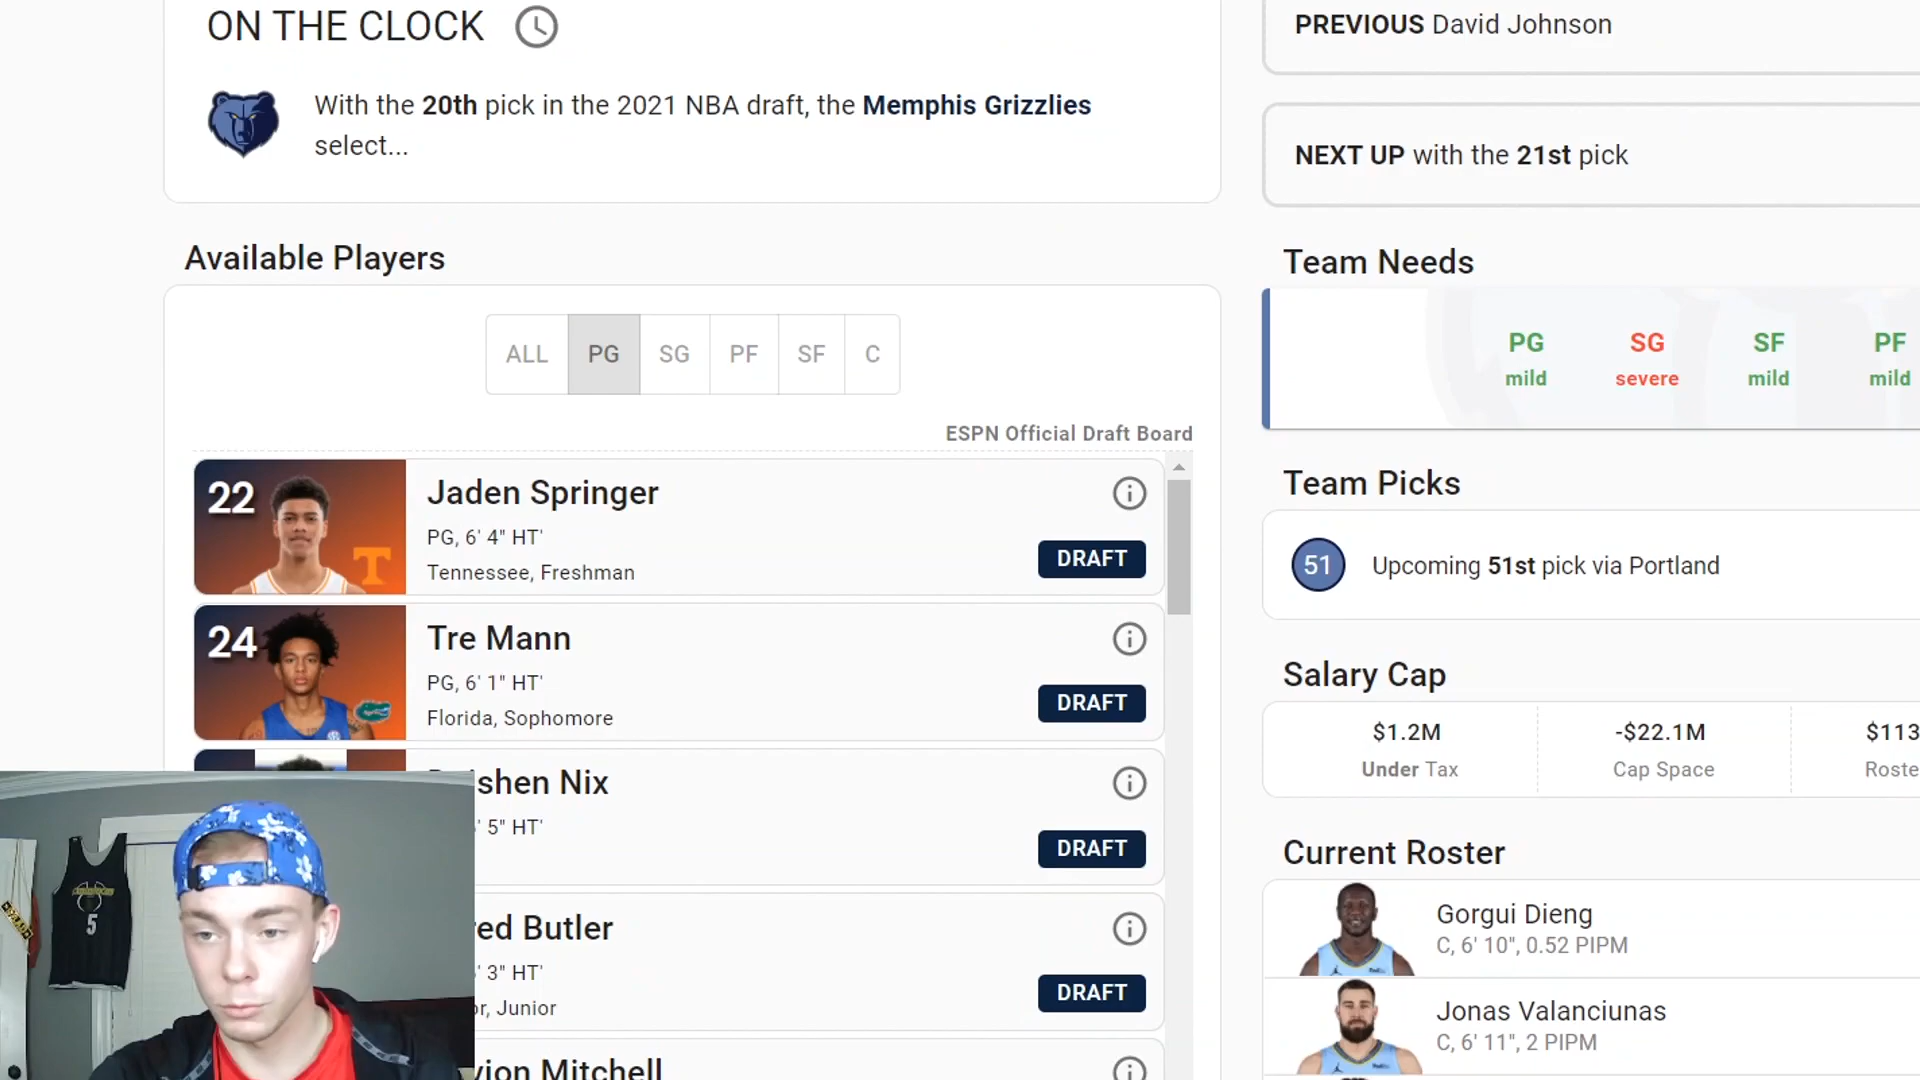 ON THE CLOCK
With the 20th pick in the 2021 NBA draft, the Memphis Grizzlies
select...
Available Players
ALL PG SG PF SF C
ESPN Official Draft Board
22
Jaden Springer
PG, 6' 4" HT'
Tennessee, Freshman
DRAFT
24
Tre Mann
PG, 6' 1" HT'
Florida, Sophomore
DRAFT
shen Nix
' 5" HT'
DRAFT
red Butler
' 3" HT'
or, Junior
DRAFT
vion Mitchell
5
PREVIOUS David Johnson
NEXT UP with the 21st pick
Team Needs
PG SG SF PF
mild severe mild mild
Team Picks
51 Upcoming 51st pick via Portland
Salary Cap
$1.2M -$22.1M $113
Under Tax Cap Space Roste
Current Roster
Gorgui Dieng
C, 6' 10", 0.52 PIPM
Jonas Valanciunas
C, 6' 11", 2 PIPM